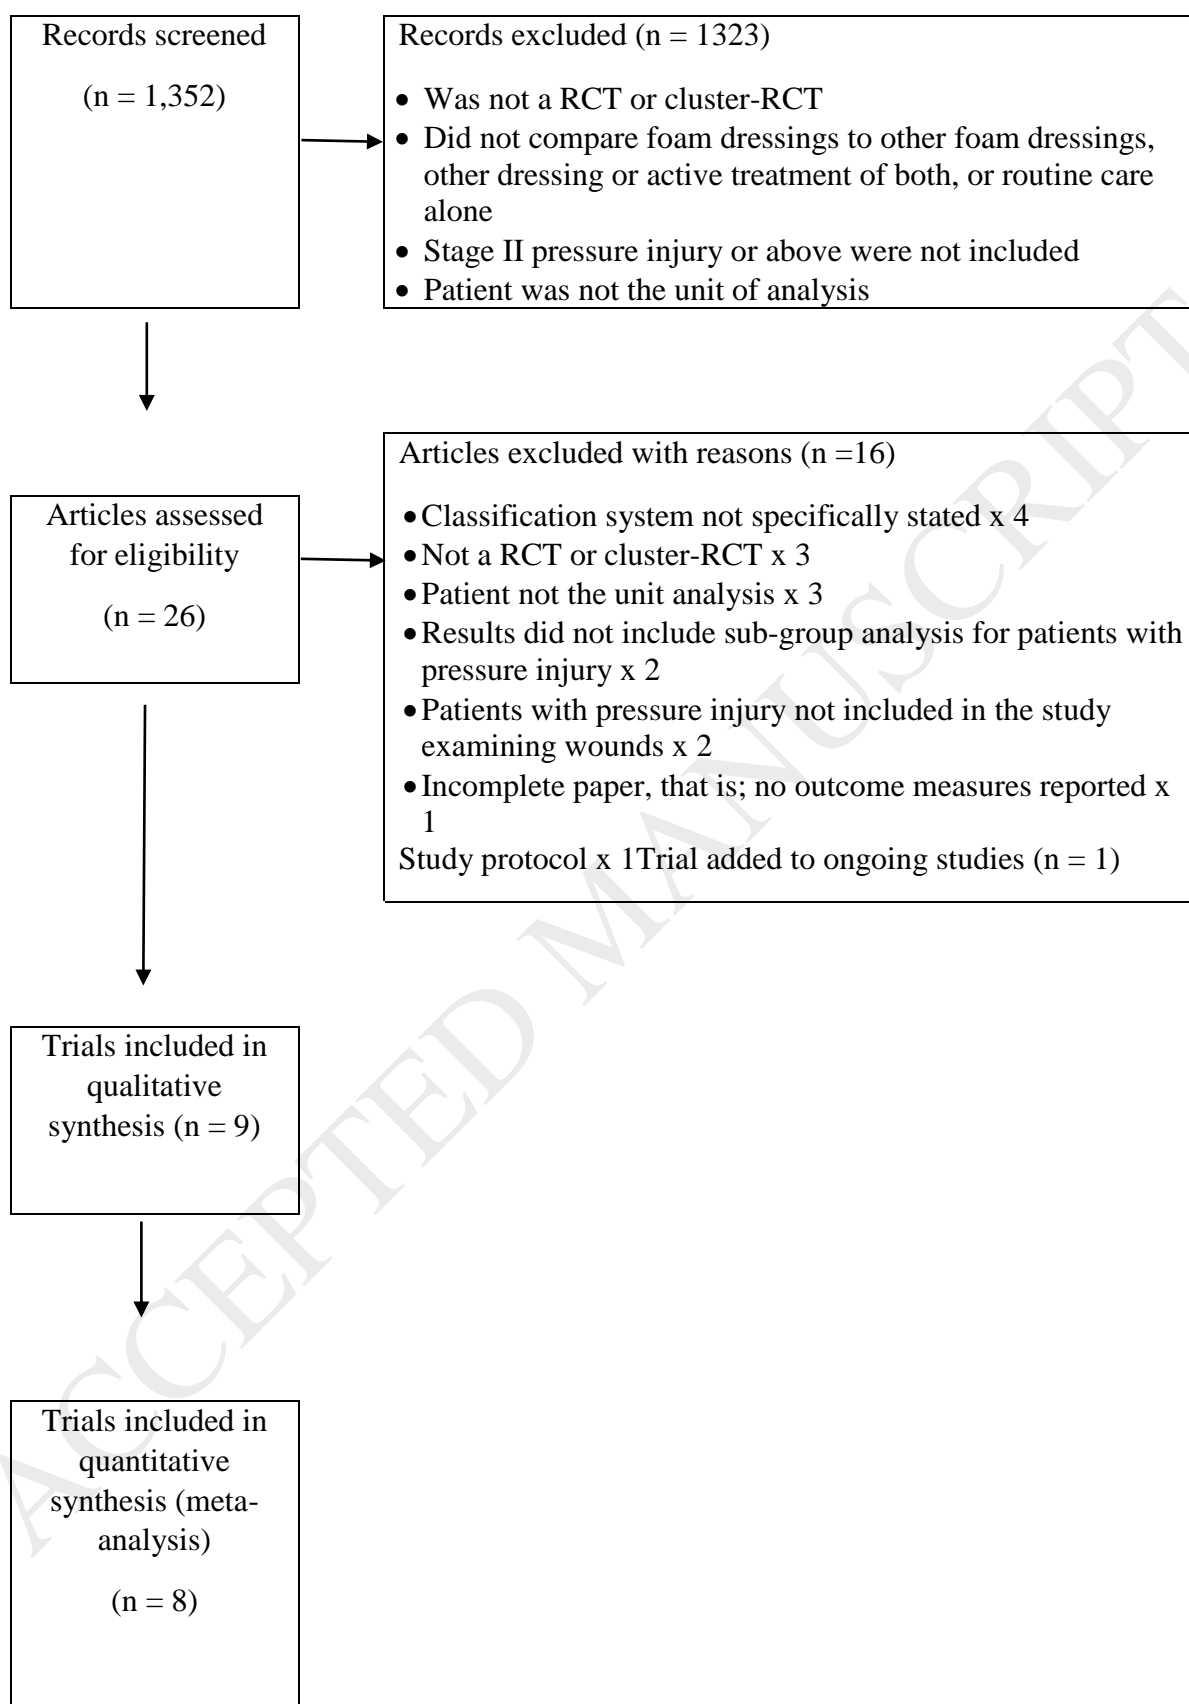 Records screened
(n = 1,352)
Records excluded (n = 1323)
• Was not a RCT or cluster-RCT
• Did not compare foam dressings to other foam dressings,
other dressing or active treatment of both, or routine care
alone
• Stage II pressure injury or above were not included
• Patient was not the unit of analysis
Articles assessed
for eligibility
(n = 26)
Articles excluded with reasons (n =16)
• Classification system not specifically stated x 4
• Not a RCT or cluster-RCT x 3
• Patient not the unit analysis x 3
• Results did not include sub-group analysis for patients with
pressure injury x 2
• Patients with pressure injury not included in the study
examining wounds x 2
• Incomplete paper, that is; no outcome measures reported x
1
Study protocol x 1Trial added to ongoing studies (n = 1)
Trials included in
qualitative
synthesis (n = 9)
Trials included in
quantitative
synthesis (meta-
analysis)
(n = 8)
ACCEPTED MANUSCRIPT